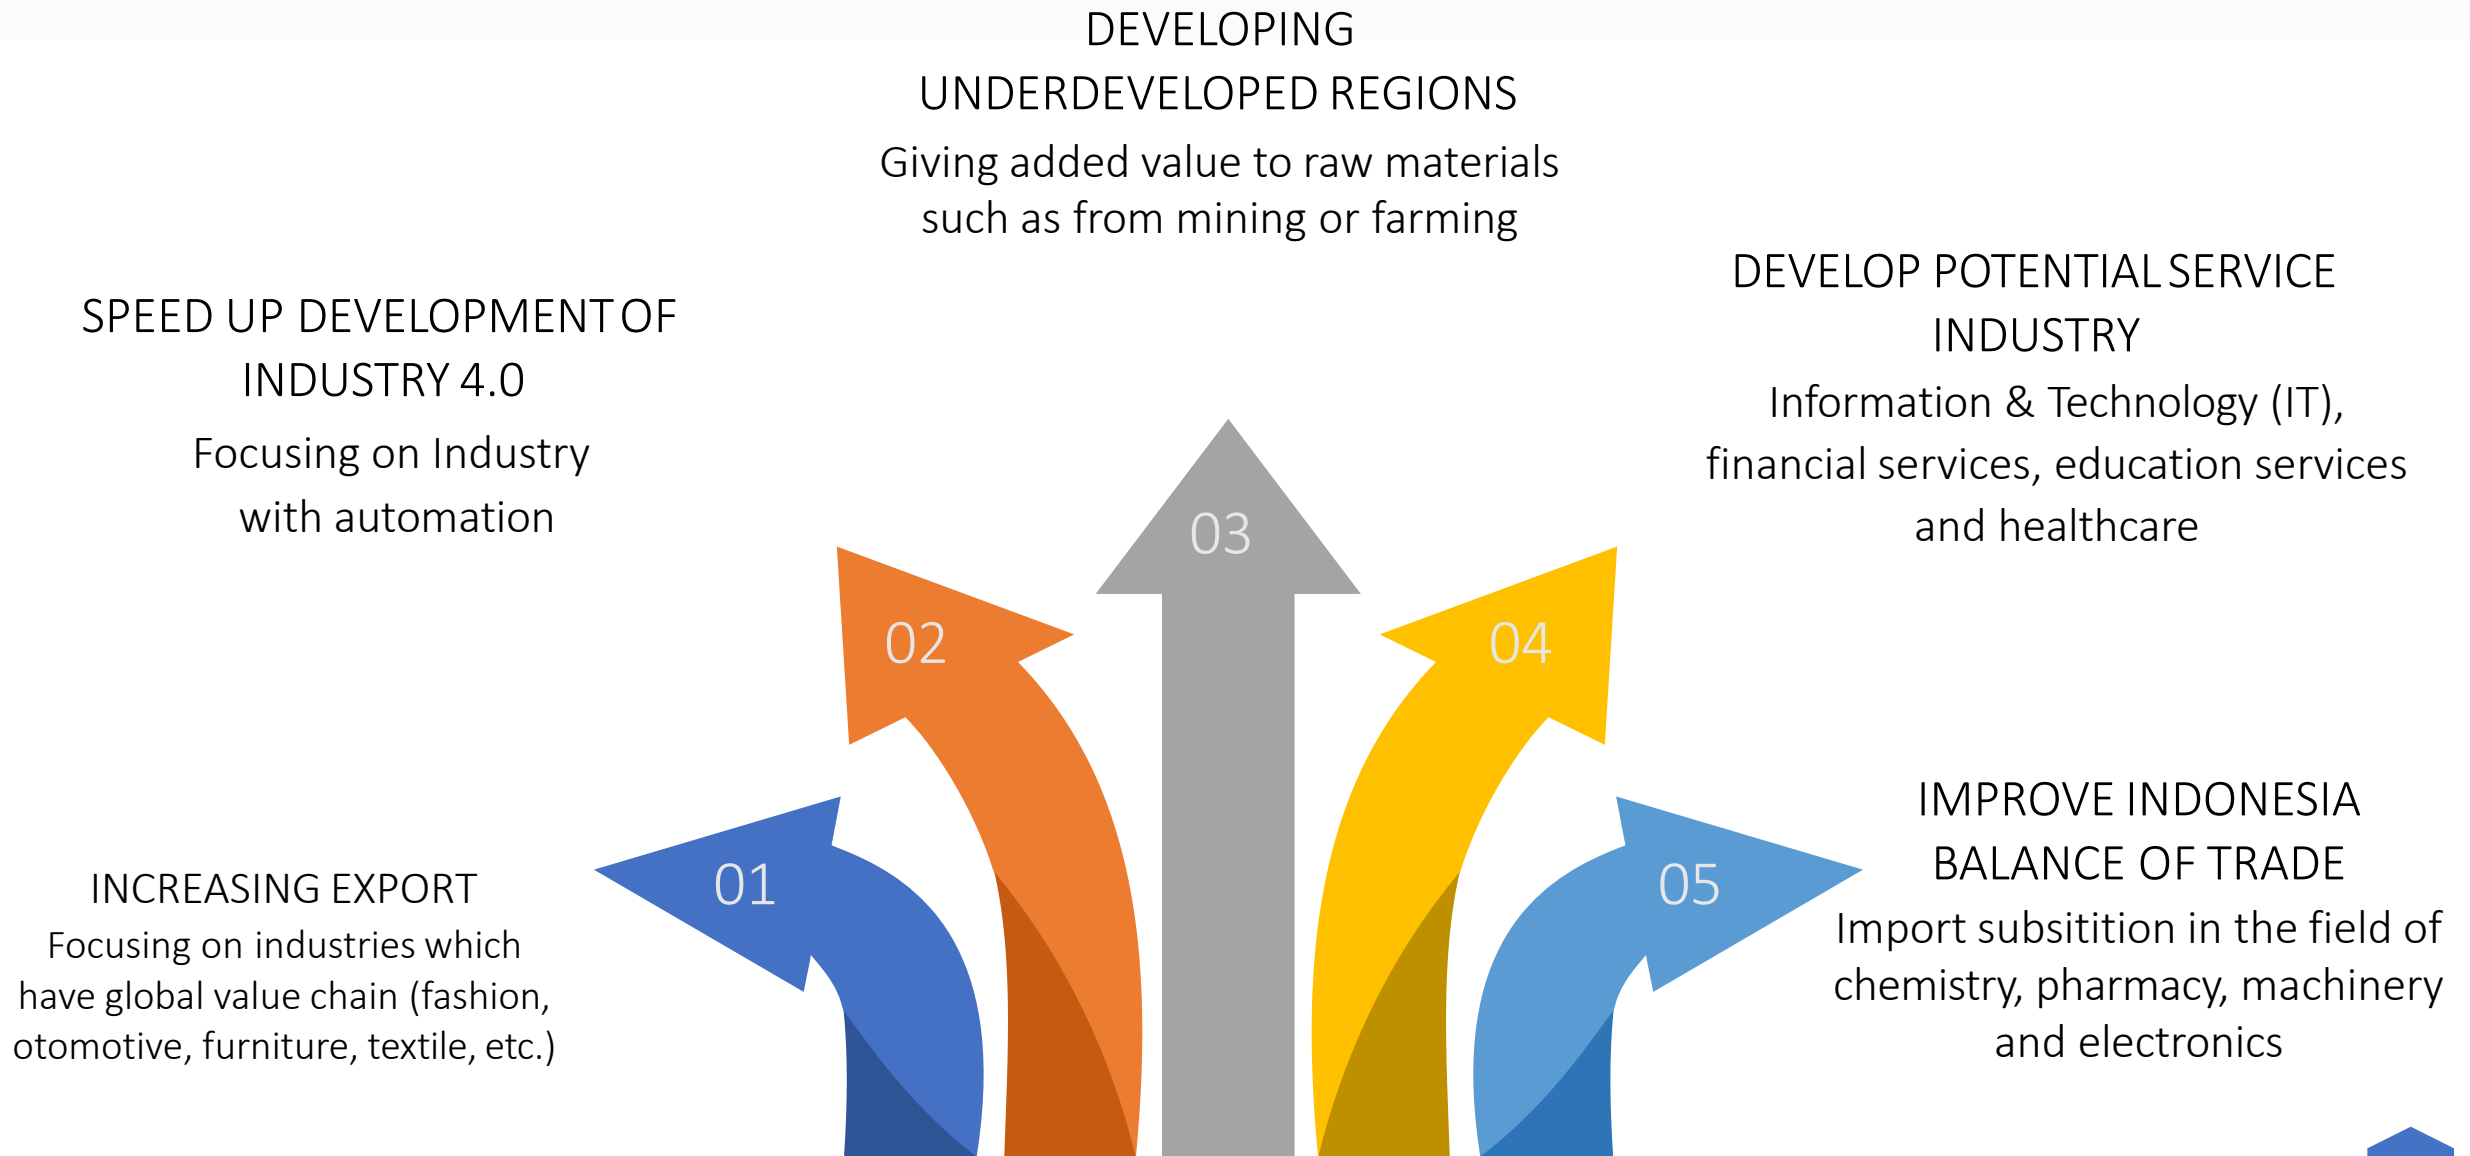 INCREASING EXPORT
Focusing on industries which
have global value chain (fashion,
otomotive, furniture, textile, etc.)
01
SPEED UP DEVELOPMENT OF
INDUSTRY 4.0
Focusing on Industry
with automation
02
DEVELOPING
UNDERDEVELOPED REGIONS
Giving added value to raw materials
such as from mining or farming
03
DEVELOP POTENTIAL SERVICE
INDUSTRY
Information & Technology (IT),
financial services, education services
and healthcare
04
IMPROVE INDONESIA
BALANCE OF TRADE
Import subsitition in the field of
chemistry, pharmacy, machinery
and electronics
05